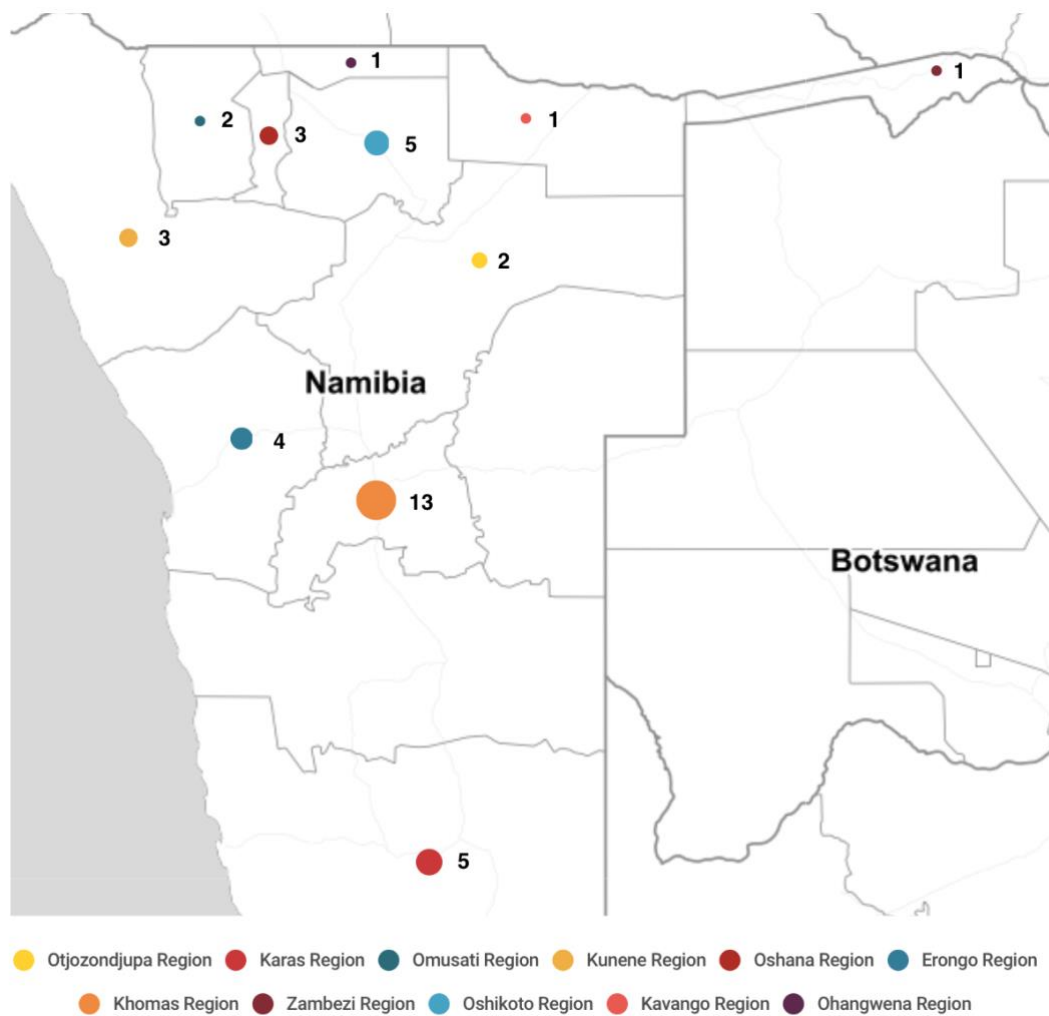 1
1
2
3
5
1
3
2
Namibia
4
13
Botswana
5
Otjozondjupa Region Karas Region Omusati Region Kunene Region Oshana Region Erongo Region
Khomas Region Zambezi Region Oshikoto Region Kavango Region Ohangwena Region